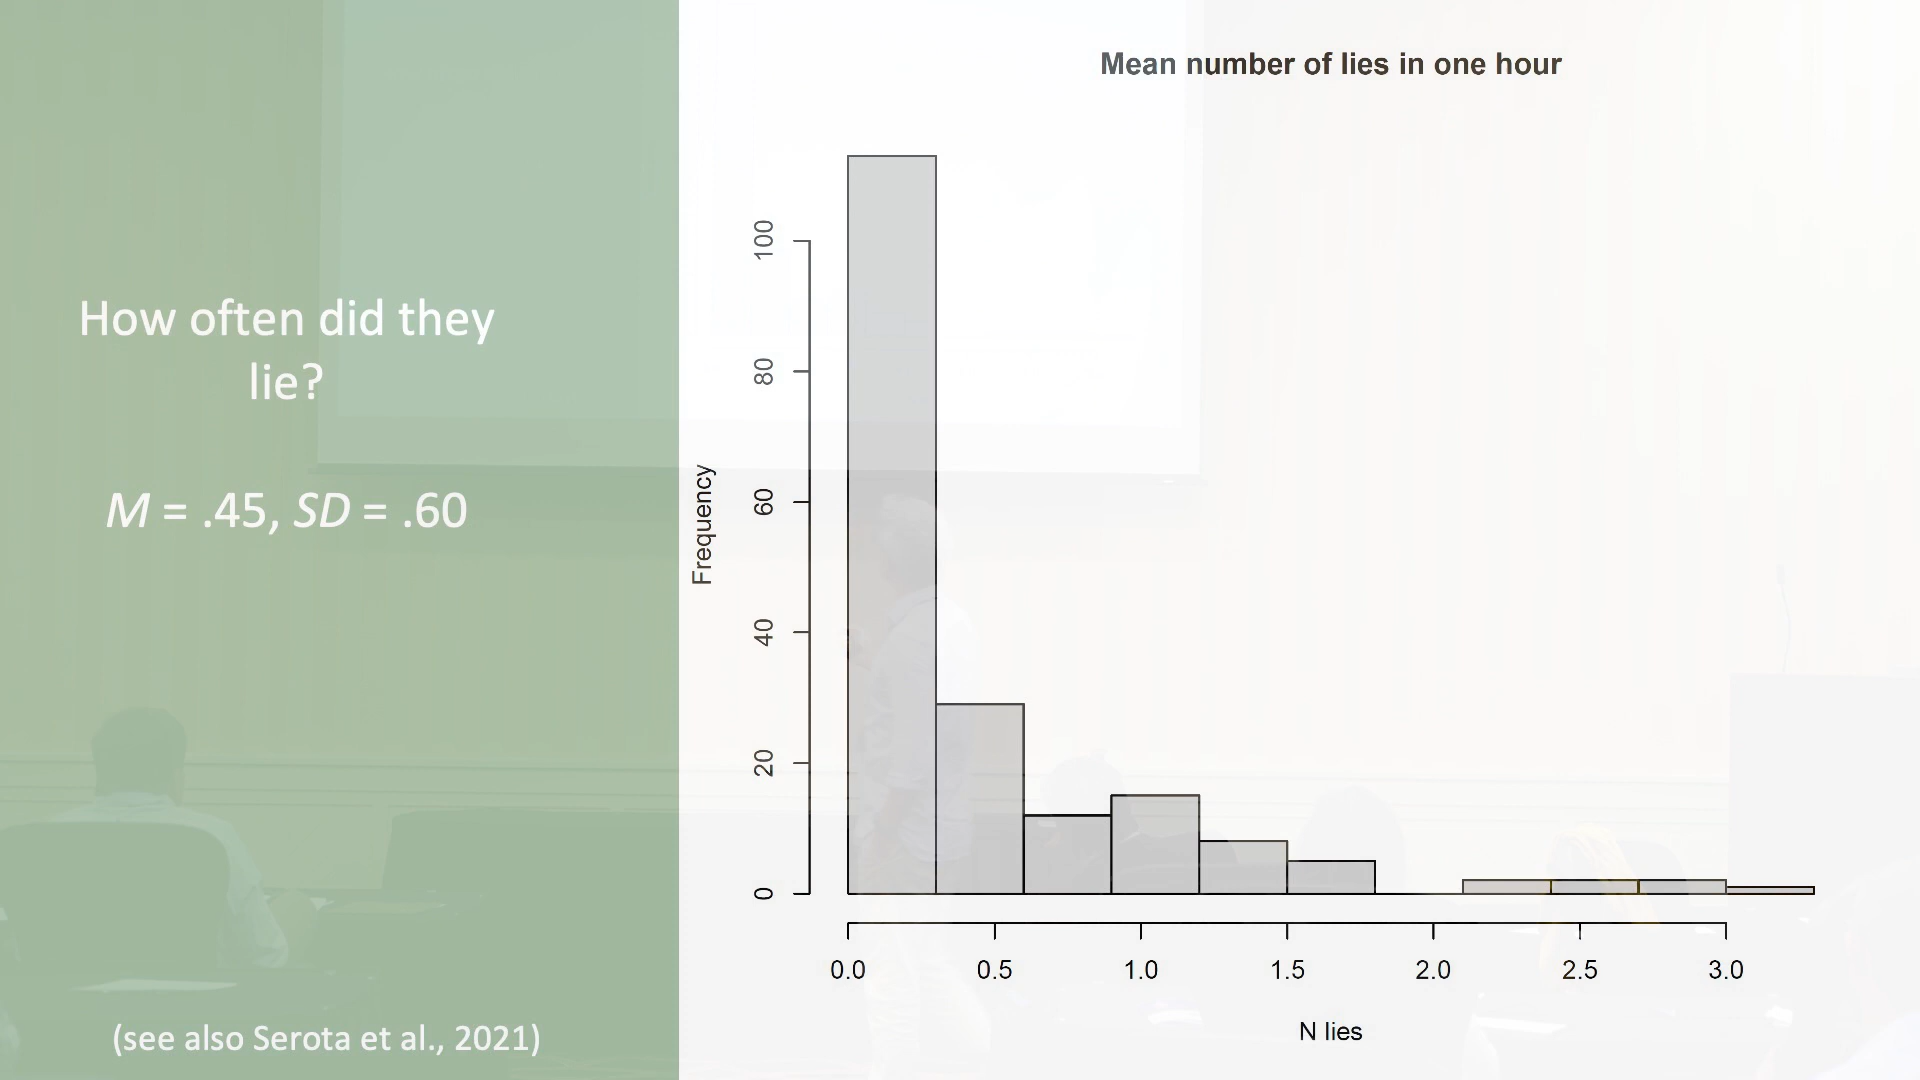 How often did they
lie?
M = .45, SD = .60
(see also Serota et al., 2021)
Mean number of lies in one hour
Frequency
100
80
60
40
20
0
0.0 0.5 1.0 1.5 2.0 2.5 3.0
N lies